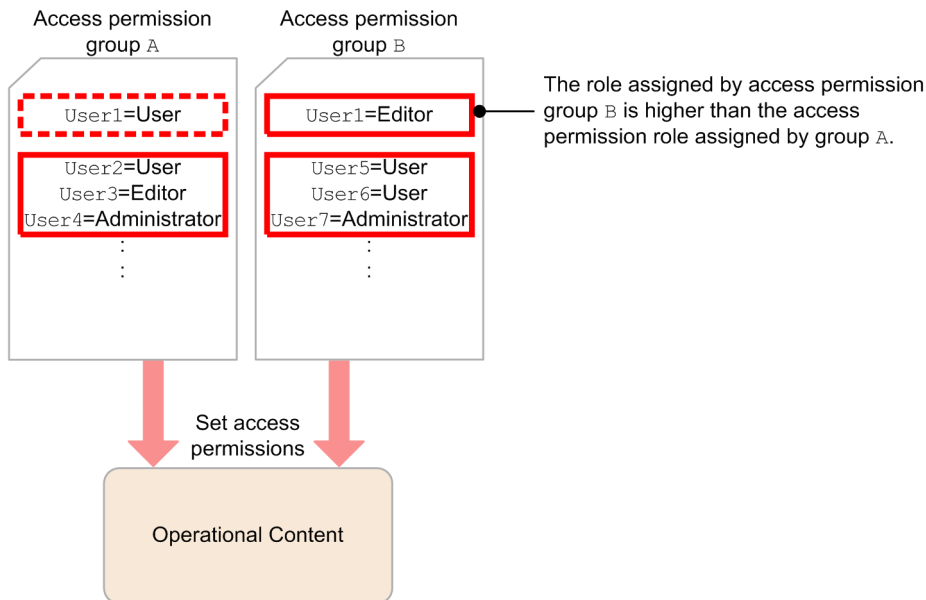 Access permission
group A
Access permission
group B
User1=User
User2=User
User3=Editor
User4=Administrator
:
:
User1=Editor
User5=User
User6=User
User7=Administrator
:
:
The role assigned by access permission
group B is higher than the access
permission role assigned by group A.
Set access
permissions
Operational Content